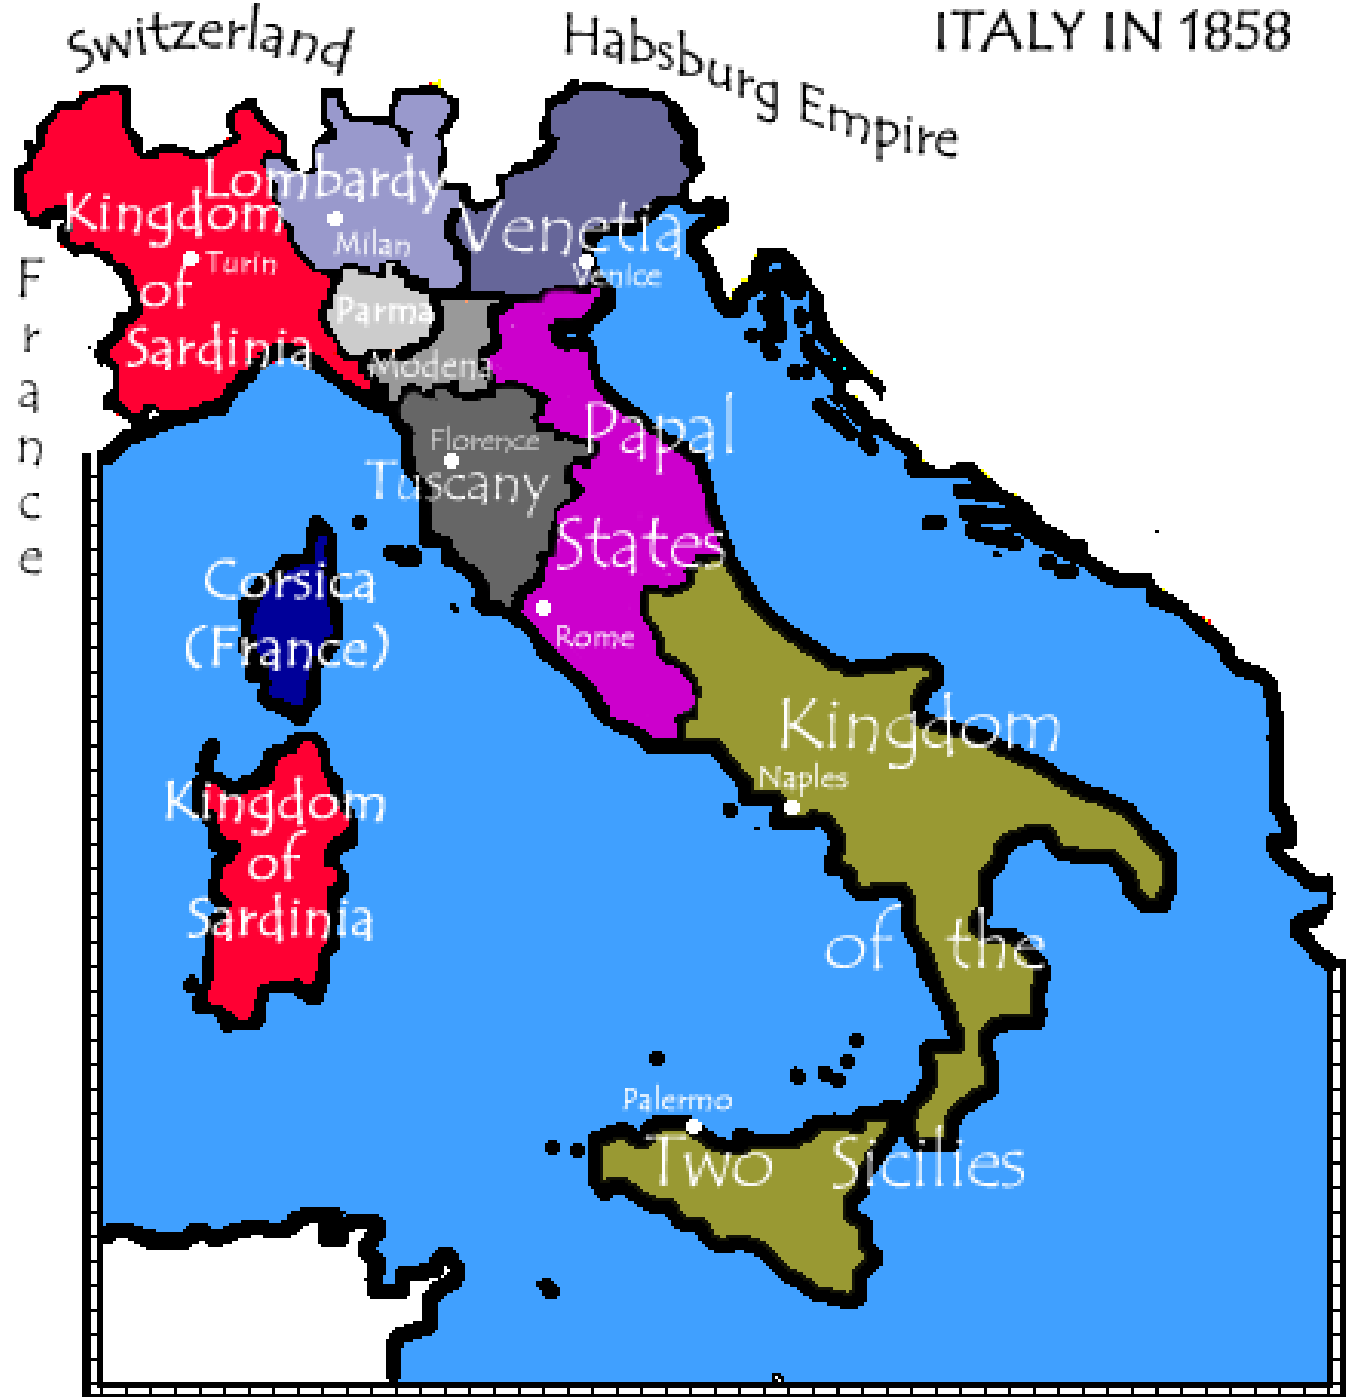 ITALY IN 1858
Switzerland
Habsburg Empire
France
Lombardy
Kingdom
of
Sardinia
Turin
Milan
Venetia
Venice
Parma
Modena
Florence
Tuscany
Papal
States
Rome
Corsica
(France)
Kingdom
of
Sardinia
Kingdom
Naples
of the
Palermo
Two Sicilies